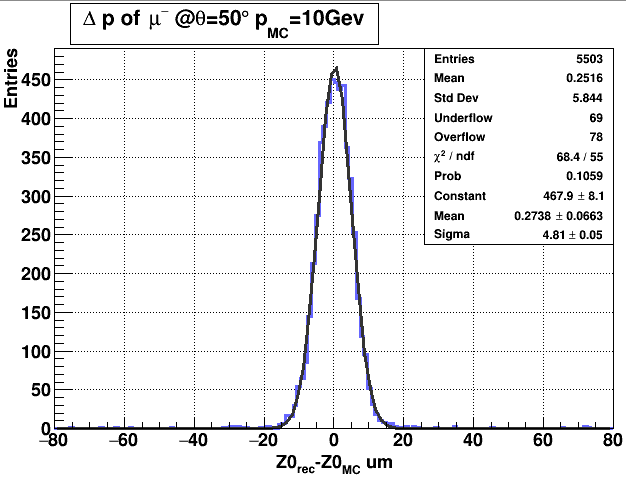 Δ p of μ⁻ @θ=50° p_MC=10Gev
Entries
Entries 5503
Mean 0.2516
Std Dev 5.844
Underflow 69
Overflow 78
χ² / ndf 68.4 / 55
Prob 0.1059
Constant 467.9 ± 8.1
Mean 0.2738 ± 0.0663
Sigma 4.81 ± 0.05
450
400
350
300
250
200
150
100
50
0
−80 −60 −40 −20 0 20 40 60 80
Z0_rec-Z0_MC um